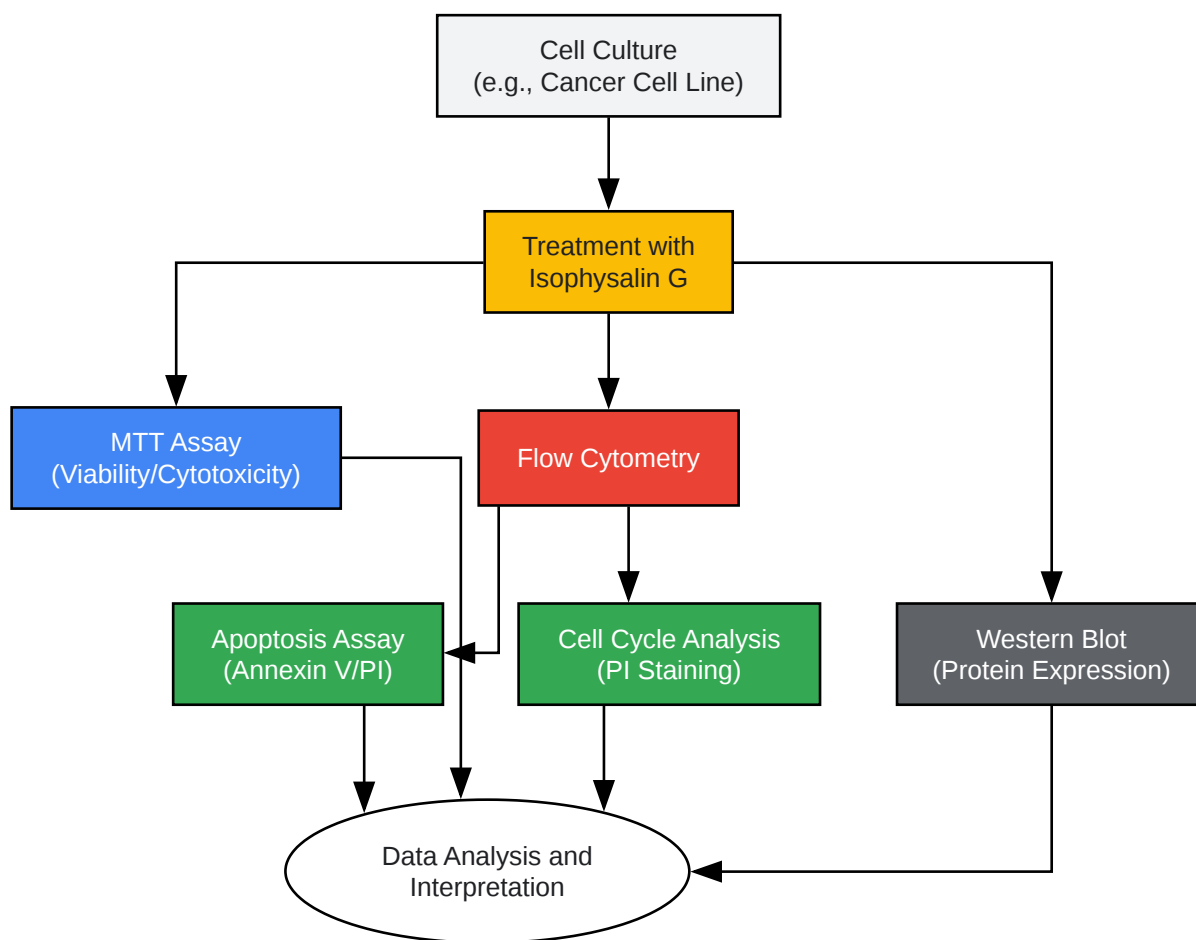 Cell Culture
(e.g., Cancer Cell Line)
Treatment with
Isophysalin G
MTT Assay
(Viability/Cytotoxicity)
Flow Cytometry
Apoptosis Assay
(Annexin V/PI)
Cell Cycle Analysis
(PI Staining)
Western Blot
(Protein Expression)
Data Analysis and
Interpretation